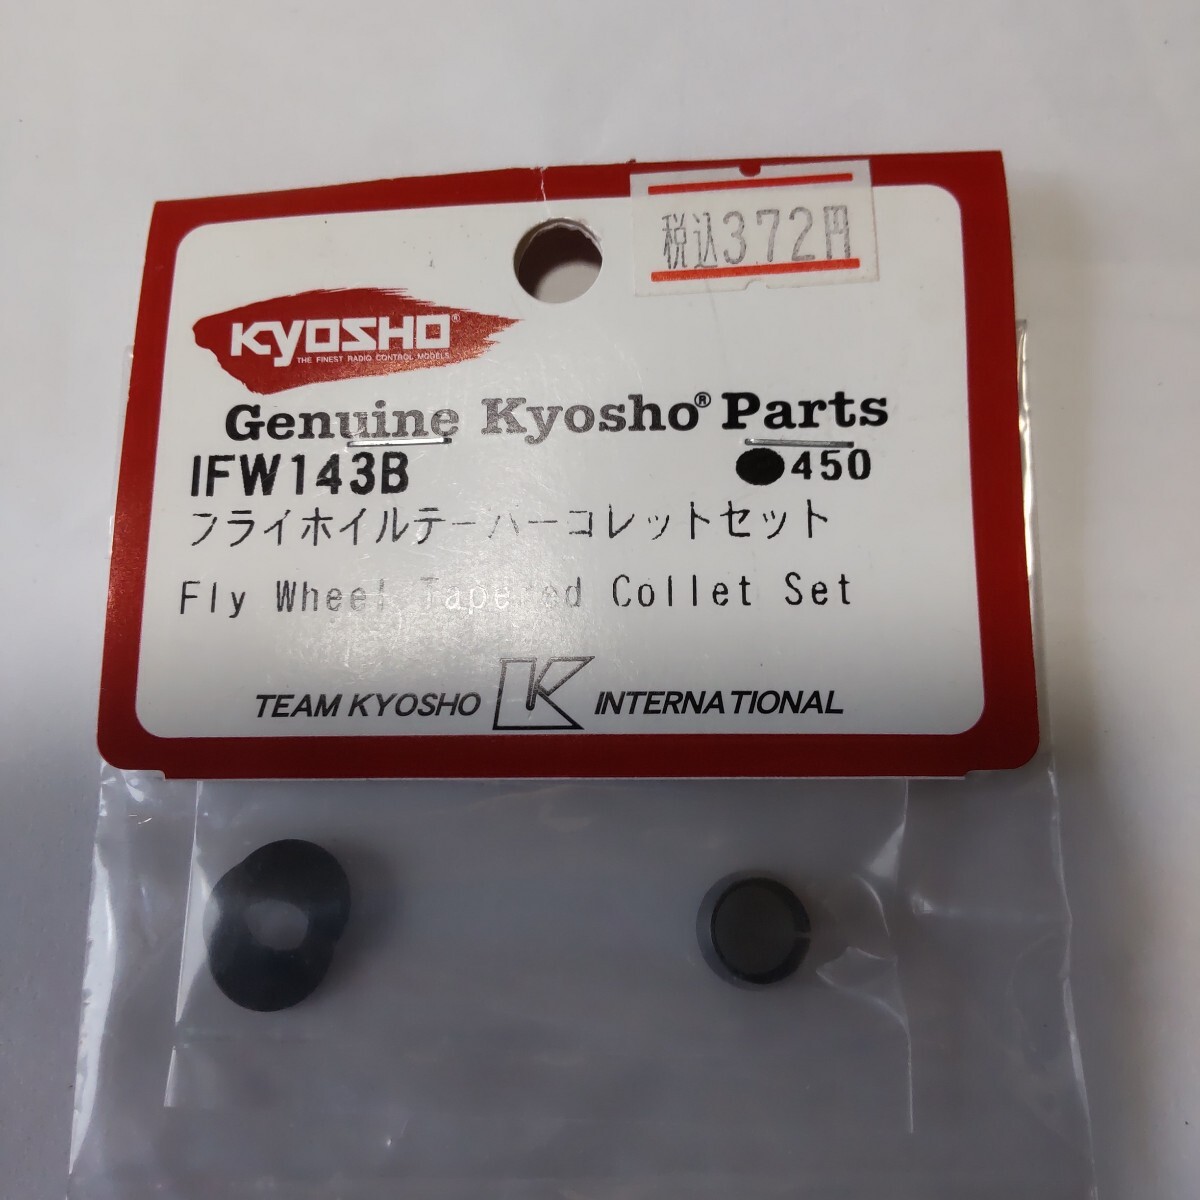 税込372円
KYOSHO®
THE FINEST RADIO CONTROL MODELS
Genuine Kyosho® Parts
IFW143B ●450
フライホイルテーパーコレットセット
Fly Wheel Tapered Collet Set
TEAM KYOSHO K INTERNATIONAL